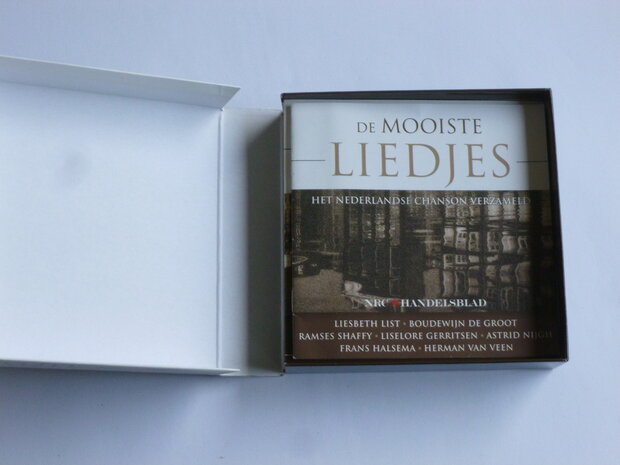 DE MOOISTE
LIEDJES
HET NEDERLANDSE CHANSON VERZAMELD
NRC HANDELSBLAD
LIESBETH LIST • BOUDEWIJN DE GROOT
RAMSES SHAFFY • LISELORE GERRITSEN • ASTRID NIJGH
FRANS HALSEMA • HERMAN VAN VEEN